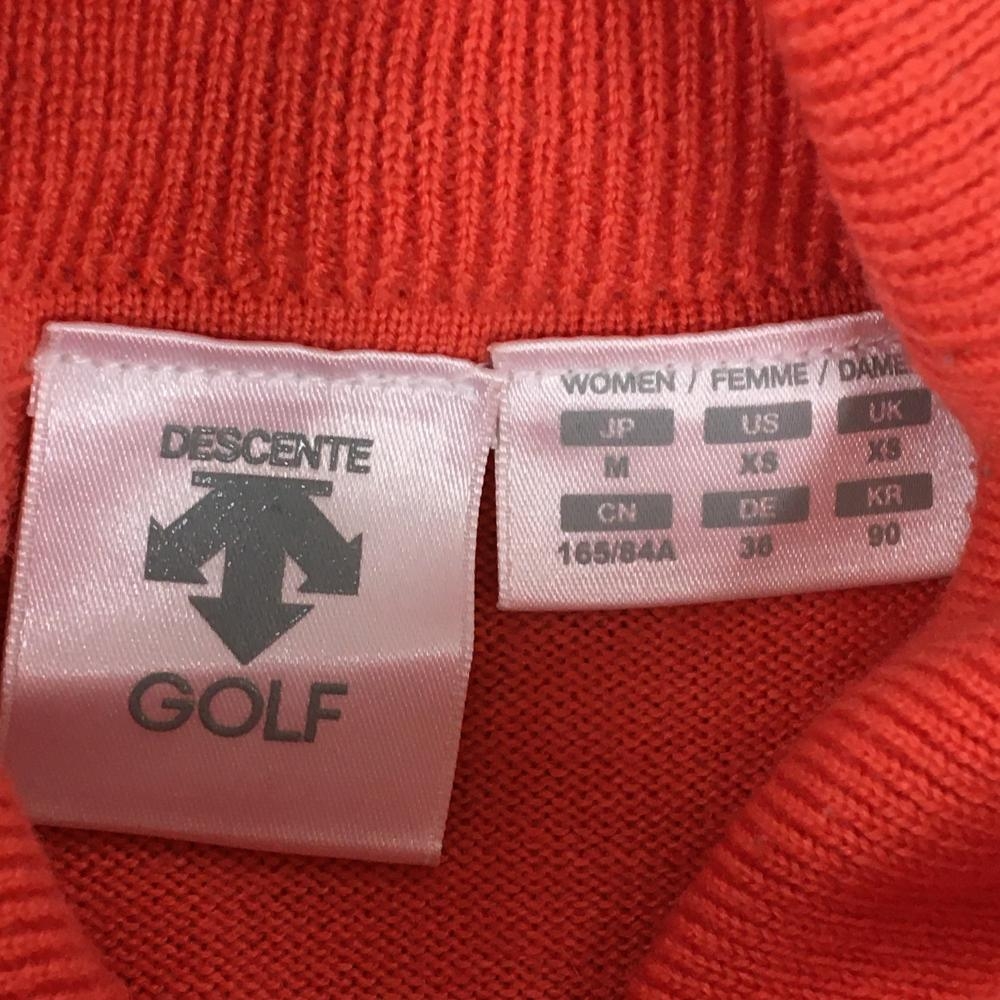 DESCENTE
GOLF
WOMEN / FEMME / DAME
JP US UK
M XS XS
CN DE KR
165/84A 36 90